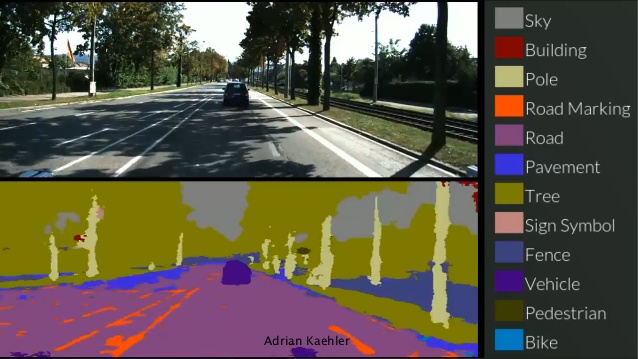 Sky
Building
Pole
Road Marking
Road
Pavement
Tree
Sign Symbol
Fence
Vehicle
Pedestrian
Bike
Adrian Kaehler